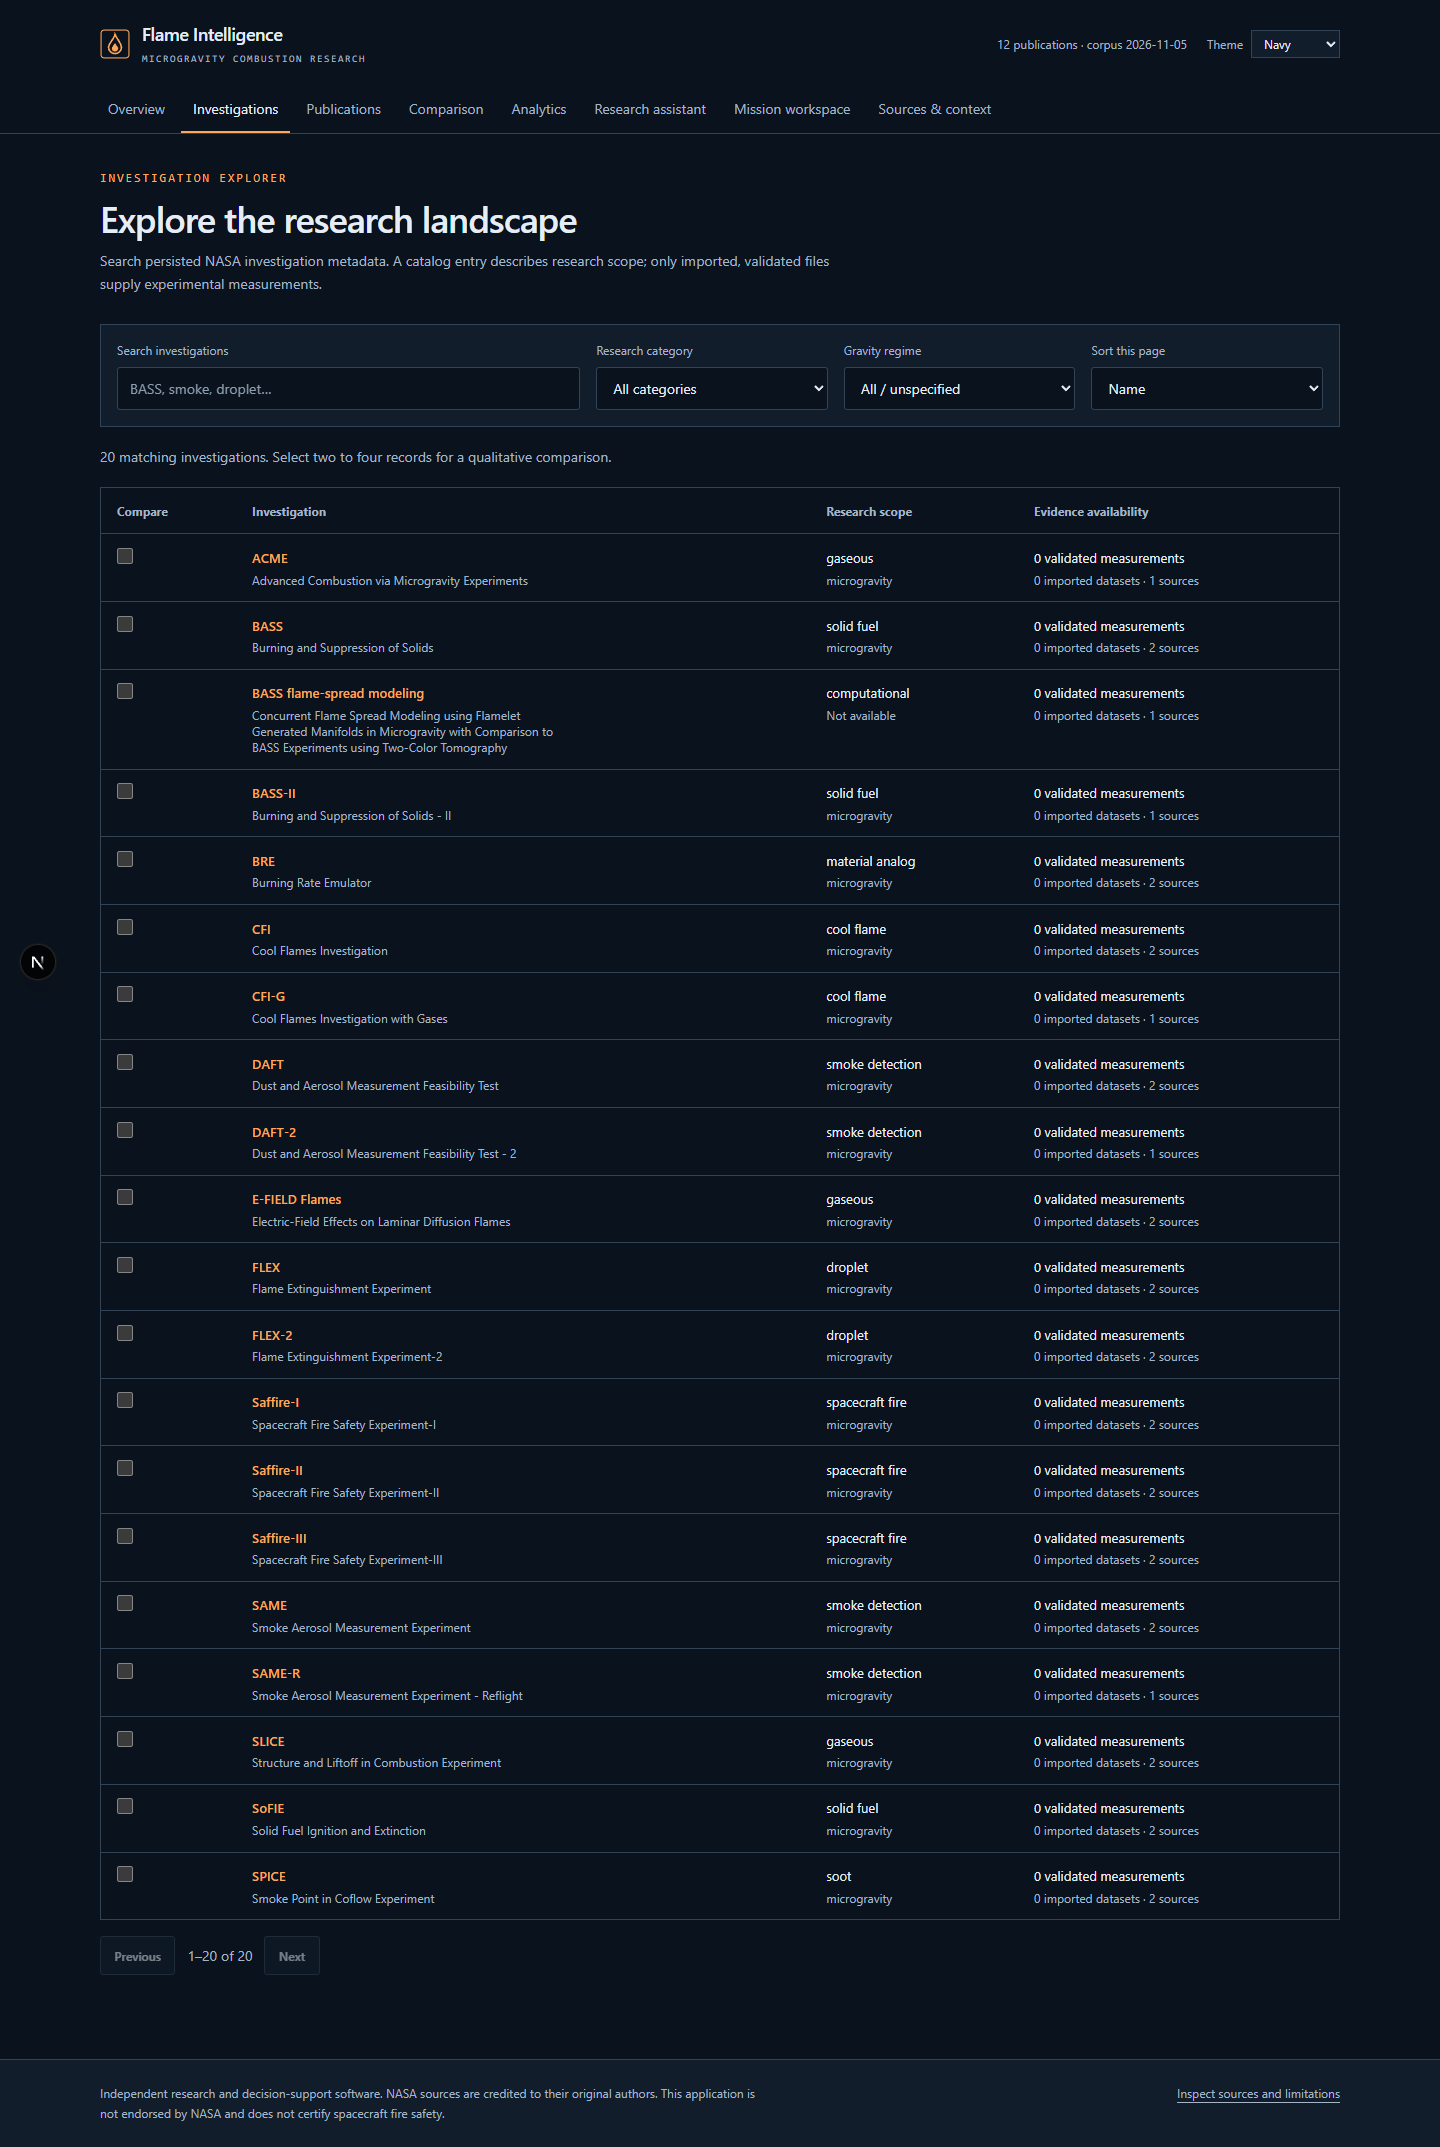 Flame Intelligence
MICROGRAVITY COMBUSTION RESEARCH
12 publications · corpus 2026-11-05
Theme
Navy
Overview
Investigations
Publications
Comparison
Analytics
Research assistant
Mission workspace
Sources & context
INVESTIGATION EXPLORER
Explore the research landscape
Search persisted NASA investigation metadata. A catalog entry describes research scope; only imported, validated files
supply experimental measurements.
Search investigations
Research category
Gravity regime
Sort this page
BASS, smoke, droplet...
All categories
All / unspecified
Name
20 matching investigations. Select two to four records for a qualitative comparison.
Compare
Investigation
Research scope
Evidence availability
ACME
gaseous
0 validated measurements
Advanced Combustion via Microgravity Experiments
microgravity
0 imported datasets · 1 sources
BASS
solid fuel
0 validated measurements
Burning and Suppression of Solids
microgravity
0 imported datasets · 2 sources
BASS flame-spread modeling
computational
0 validated measurements
Concurrent Flame Spread Modeling using Flamelet
Not available
0 imported datasets · 1 sources
Generated Manifolds in Microgravity with Comparison to
BASS Experiments using Two-Color Tomography
BASS-II
solid fuel
0 validated measurements
Burning and Suppression of Solids - II
microgravity
0 imported datasets · 1 sources
BRE
material analog
0 validated measurements
Burning Rate Emulator
microgravity
0 imported datasets · 2 sources
CFI
cool flame
0 validated measurements
Cool Flames Investigation
microgravity
0 imported datasets · 2 sources
N
CFI-G
cool flame
0 validated measurements
Cool Flames Investigation with Gases
microgravity
0 imported datasets · 1 sources
DAFT
smoke detection
0 validated measurements
Dust and Aerosol Measurement Feasibility Test
microgravity
0 imported datasets · 2 sources
DAFT-2
smoke detection
0 validated measurements
Dust and Aerosol Measurement Feasibility Test - 2
microgravity
0 imported datasets · 1 sources
E-FIELD Flames
gaseous
0 validated measurements
Electric-Field Effects on Laminar Diffusion Flames
microgravity
0 imported datasets · 2 sources
FLEX
droplet
0 validated measurements
Flame Extinguishment Experiment
microgravity
0 imported datasets · 2 sources
FLEX-2
droplet
0 validated measurements
Flame Extinguishment Experiment-2
microgravity
0 imported datasets · 2 sources
Saffire-I
spacecraft fire
0 validated measurements
Spacecraft Fire Safety Experiment-I
microgravity
0 imported datasets · 2 sources
Saffire-II
spacecraft fire
0 validated measurements
Spacecraft Fire Safety Experiment-II
microgravity
0 imported datasets · 2 sources
Saffire-III
spacecraft fire
0 validated measurements
Spacecraft Fire Safety Experiment-III
microgravity
0 imported datasets · 2 sources
SAME
smoke detection
0 validated measurements
Smoke Aerosol Measurement Experiment
microgravity
0 imported datasets · 2 sources
SAME-R
smoke detection
0 validated measurements
Smoke Aerosol Measurement Experiment - Reflight
microgravity
0 imported datasets · 1 sources
SLICE
gaseous
0 validated measurements
Structure and Liftoff in Combustion Experiment
microgravity
0 imported datasets · 2 sources
SoFIE
solid fuel
0 validated measurements
Solid Fuel Ignition and Extinction
microgravity
0 imported datasets · 2 sources
SPICE
soot
0 validated measurements
Smoke Point in Coflow Experiment
microgravity
0 imported datasets · 2 sources
Previous
1–20 of 20
Next
Independent research and decision-support software. NASA sources are credited to their original authors. This application is
not endorsed by NASA and does not certify spacecraft fire safety.
Inspect sources and limitations